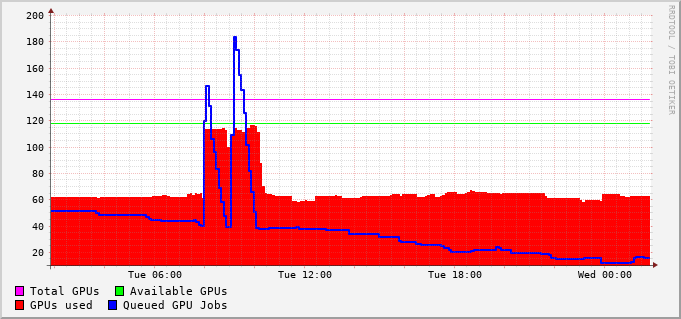 200
180
160
140
120
100
80
60
40
20
Tue 06:00 Tue 12:00 Tue 18:00 Wed 00:00
Total GPUs Available GPUs
GPUs used Queued GPU Jobs
RRDTOOL / TOBI OETIKER